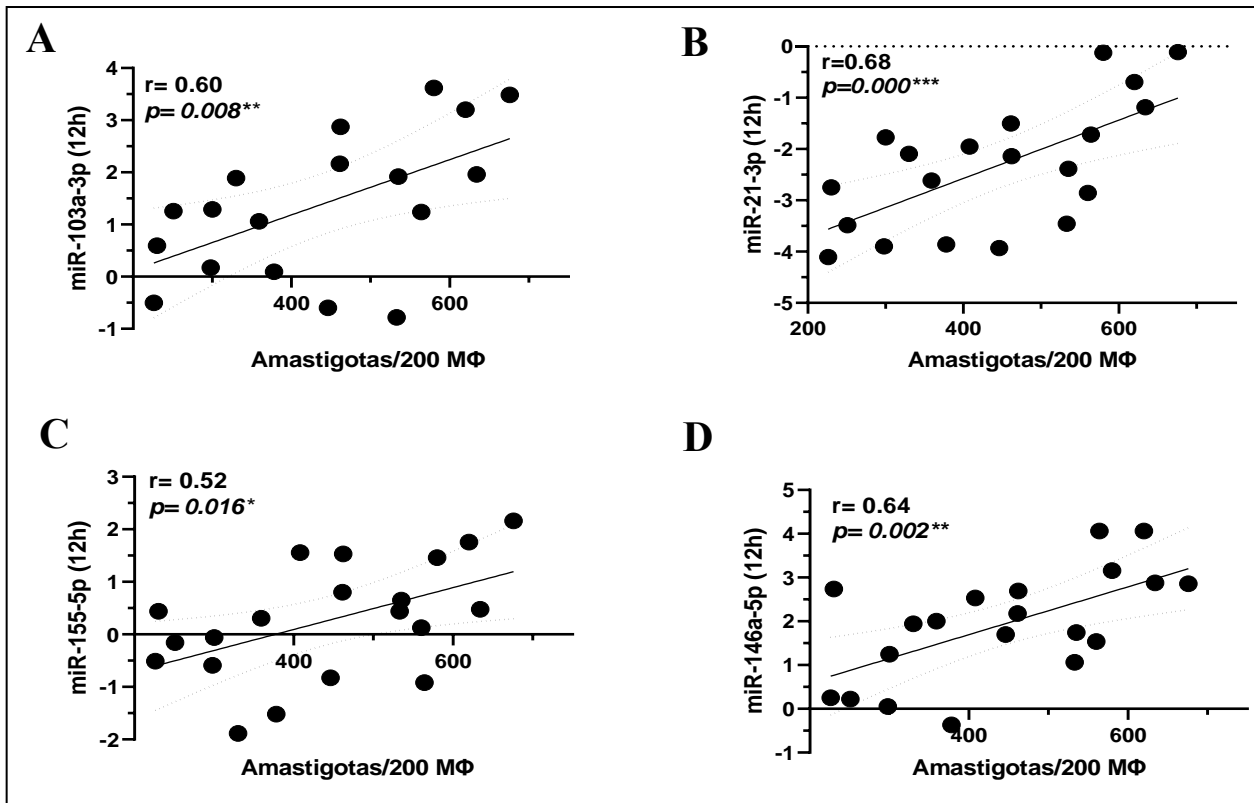 A
r= 0.60
p= 0.008**
miR-103a-3p (12h)
4
3
2
1
0
-1
400
600
Amastigotas/200 MΦ
B
r=0.68
p=0.000***
miR-21-3p (12h)
0
-1
-2
-3
-4
-5
200
400
600
Amastigotas/200 MΦ
C
r= 0.52
p= 0.016*
miR-155-5p (12h)
3
2
1
0
-1
-2
400
600
Amastigotas/200 MΦ
D
r= 0.64
p= 0.002**
miR-146a-5p (12h)
5
4
3
2
1
0
-1
400
600
Amastigotas/200 MΦ